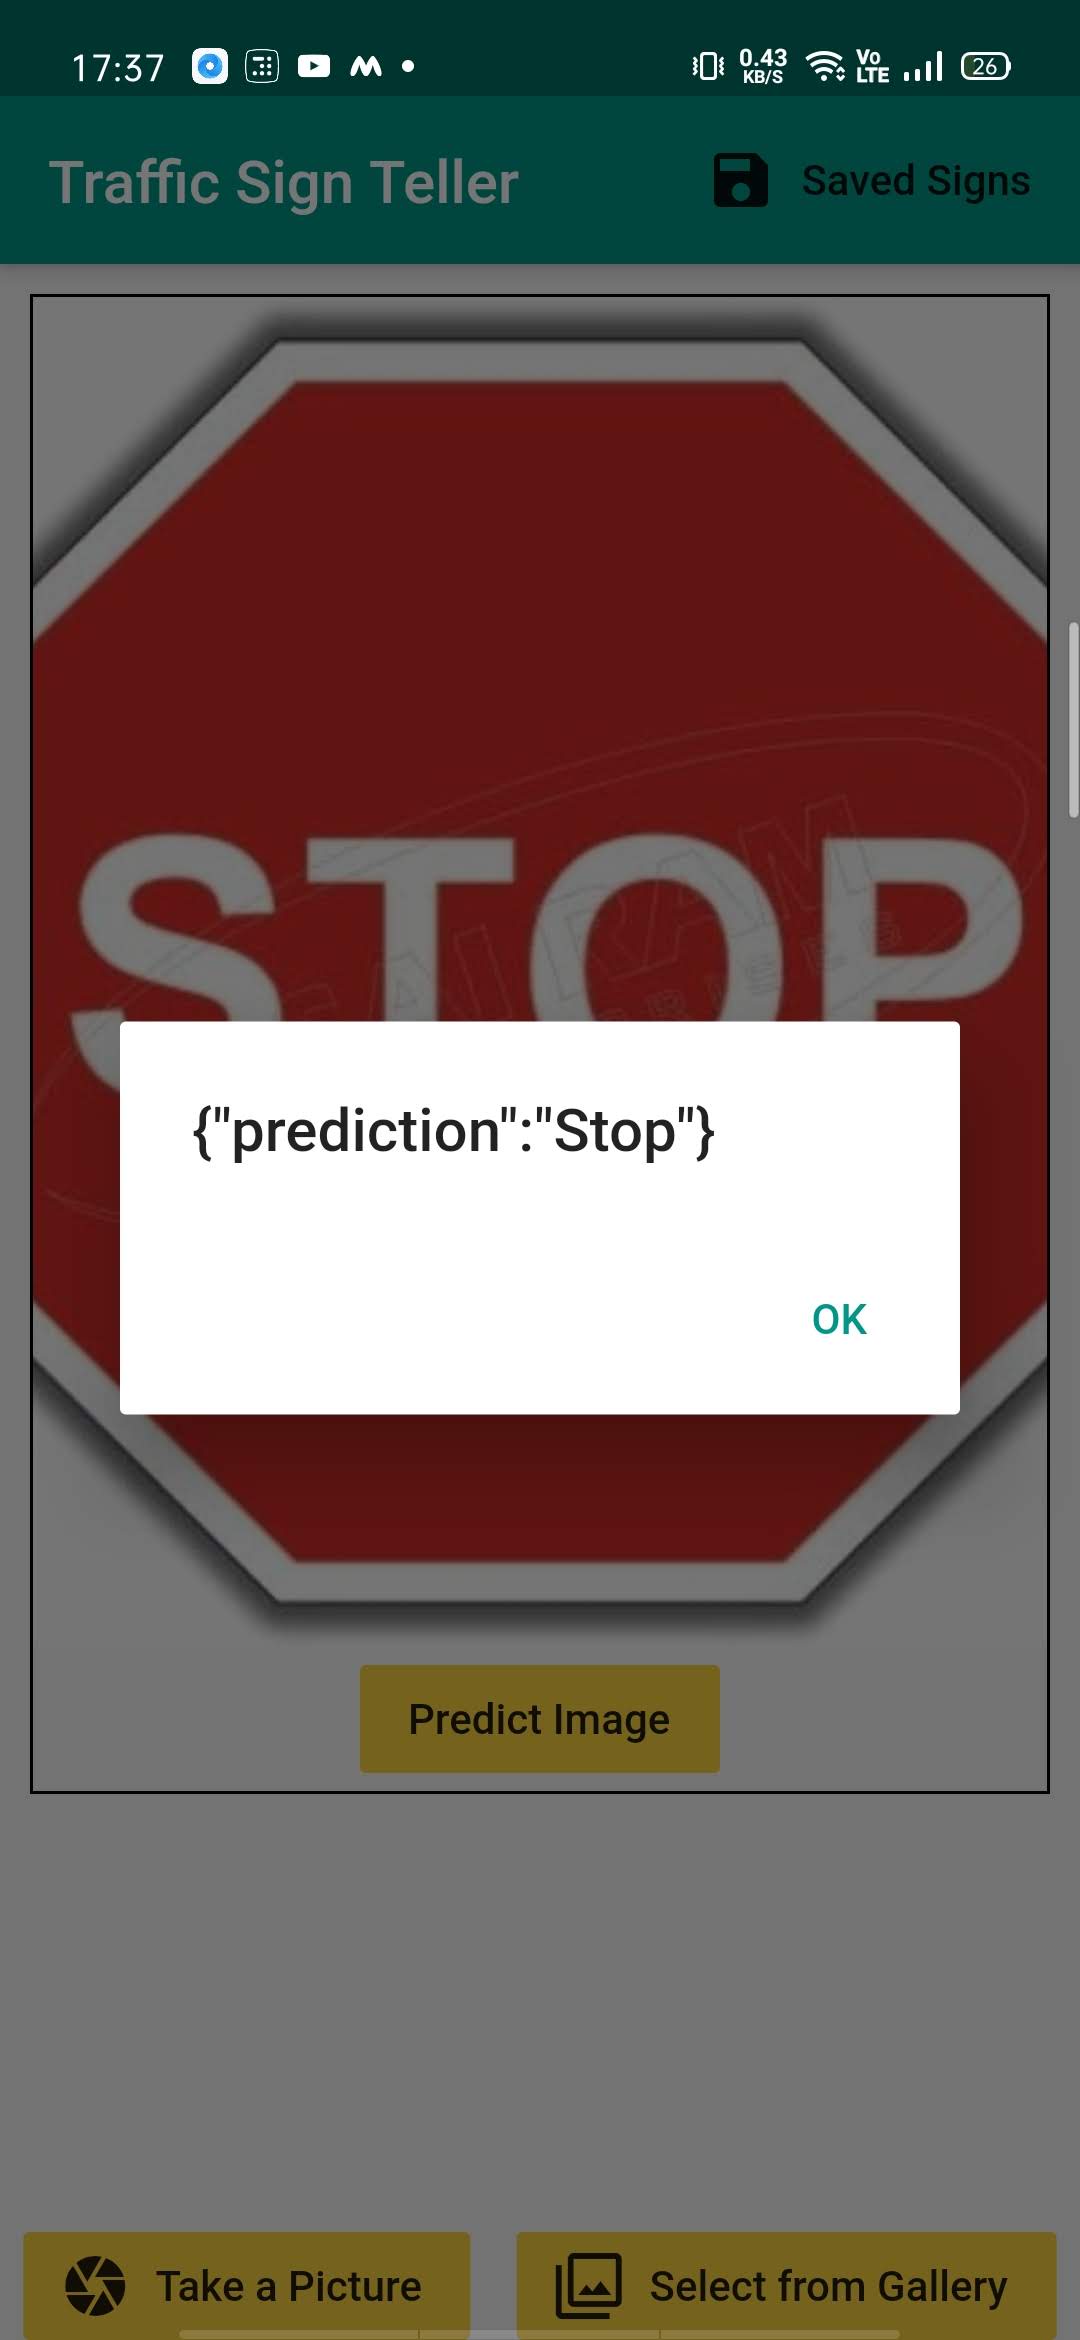 17:37
0.43
KB/S
Vo
LTE
26
Traffic Sign Teller
Saved Signs
STOP
{"prediction":"Stop"}
OK
Predict Image
Take a Picture
Select from Gallery